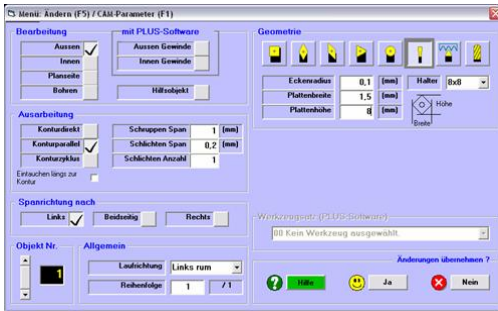 Menü: Ändern (F5) / CAM-Parameter (F1)
Bearbeitung
Aussen
Innen
Planseite
Bohren
mit PLUS-Software
Aussen Gewinde
Innen Gewinde
Hilfsobjekt
Ausarbeitung
Konturdirekt
Konturparallel
Konturzyklus
Eintauchen längs zur
Kontur
Schruppen Span 1 (mm)
Schlichten Span 0,2 (mm)
Schlichten Anzahl 1
Spanrichtung nach
Links Beidseitig Rechts
Objekt Nr.
1
Allgemein
Laufrichtung Links rum
Reihenfolge 1 / 1
Geometrie
Eckenradius 0,1 (mm) Halter 8x8
Plattenbreite 1,5 (mm)
Plattenhöhe 8 (mm)
Höhe
Breite
Werkzeugsatz (PLUS-Software)
00 Kein Werkzeug ausgewählt
Änderungen übernehmen ?
? Hilfe Ja Nein